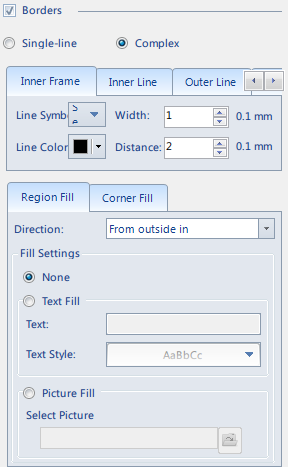 Borders
Single-line Complex
Inner Frame Inner Line Outer Line
Line Symb Width: 1 0.1 mm
Line Color Distance: 2 0.1 mm
Region Fill Corner Fill
Direction: From outside in
Fill Settings
None
Text Fill
Text:
Text Style: AaBbCc
Picture Fill
Select Picture